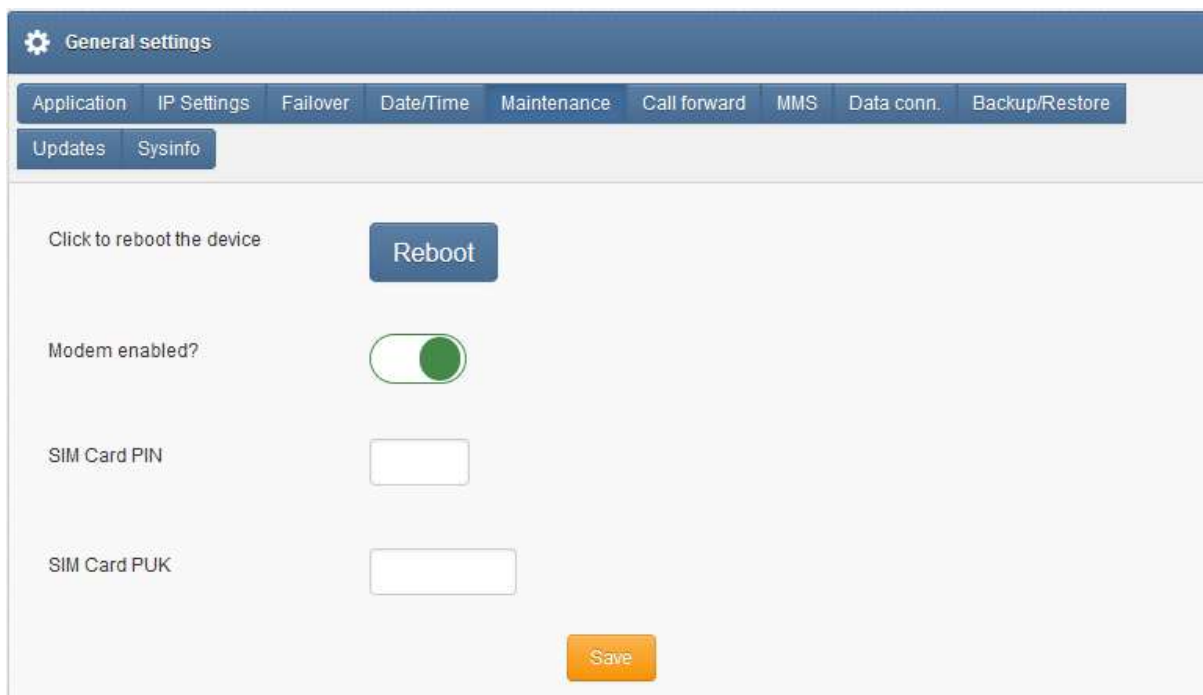 General settings
Application IP Settings Failover Date/Time Maintenance Call forward MMS Data conn. Backup/Restore
Updates Sysinfo
Click to reboot the device Reboot
Modem enabled?
SIM Card PIN
SIM Card PUK
Save